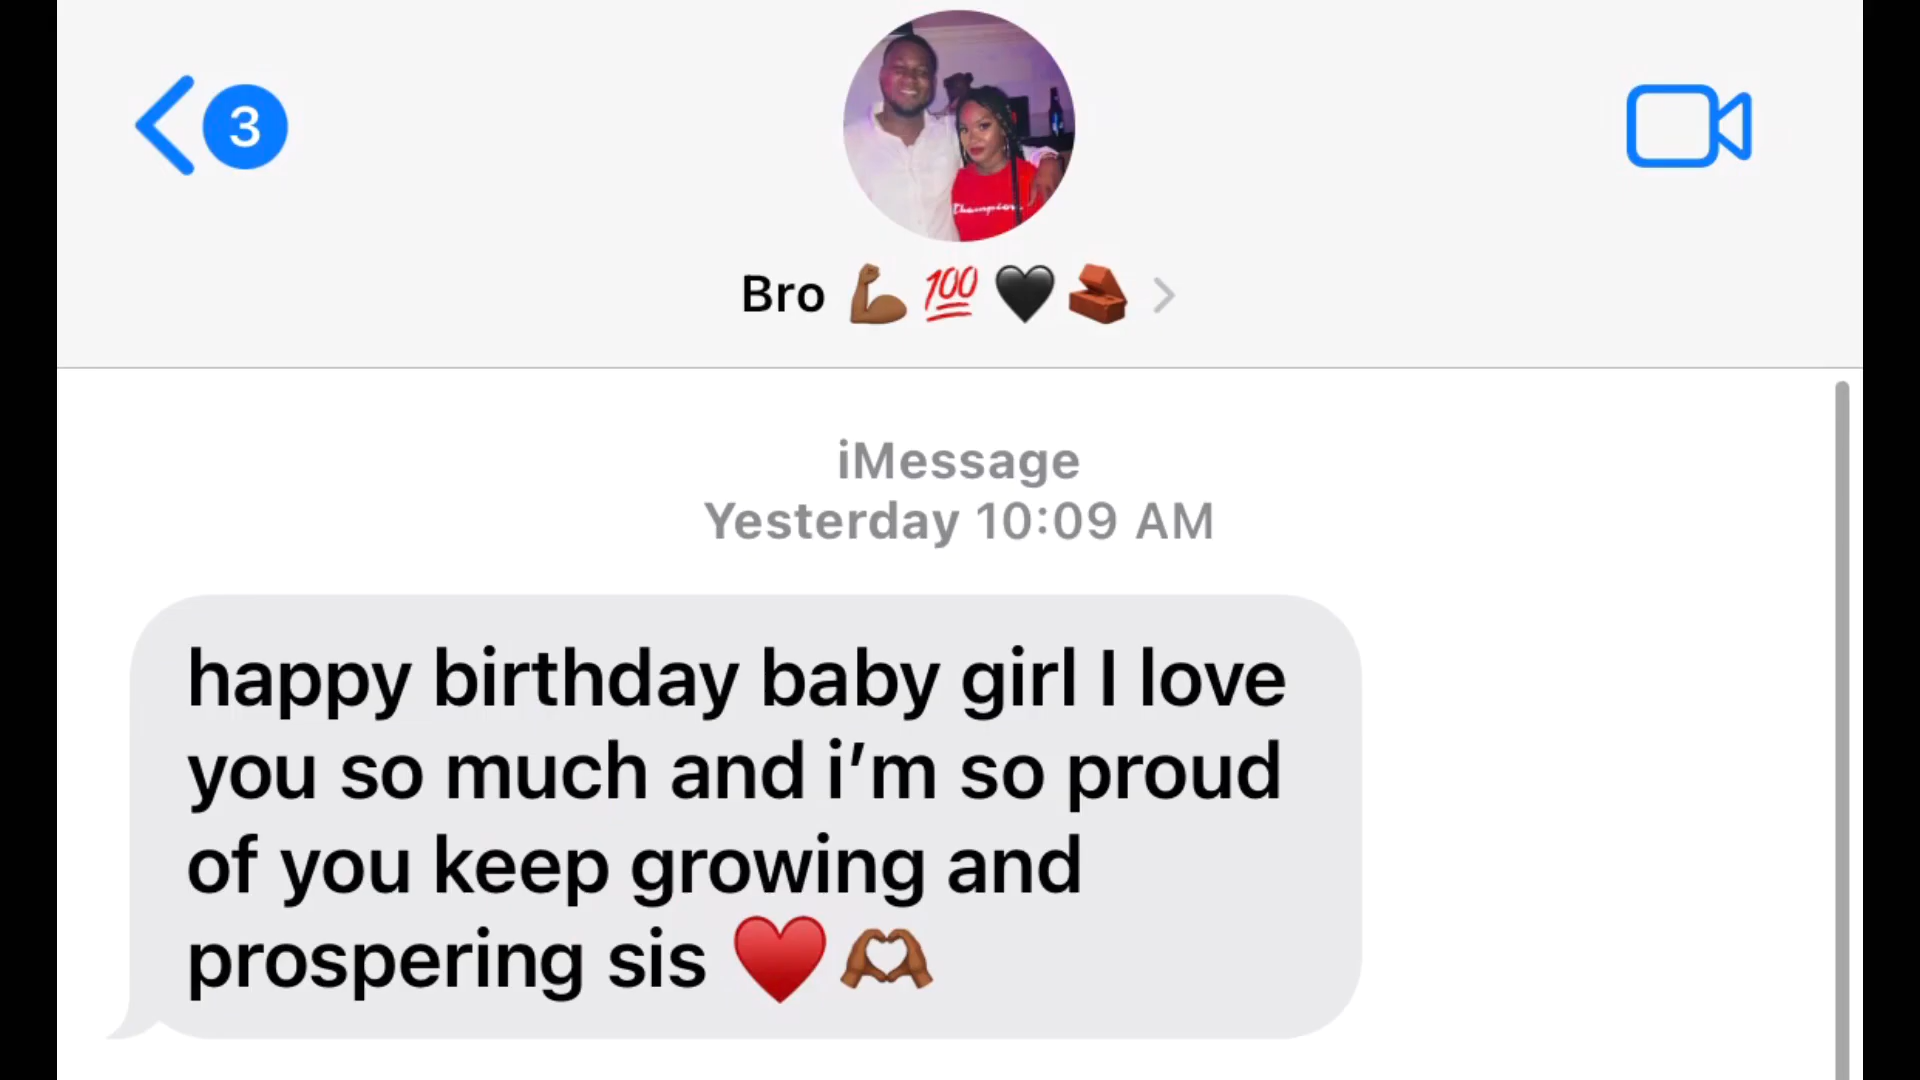 3
Champion
Bro 💪🏾 💯 🖤 🧱
iMessage
Yesterday 10:09 AM
happy birthday baby girl I love
you so much and i’m so proud
of you keep growing and
prospering sis ♥️🫶🏾